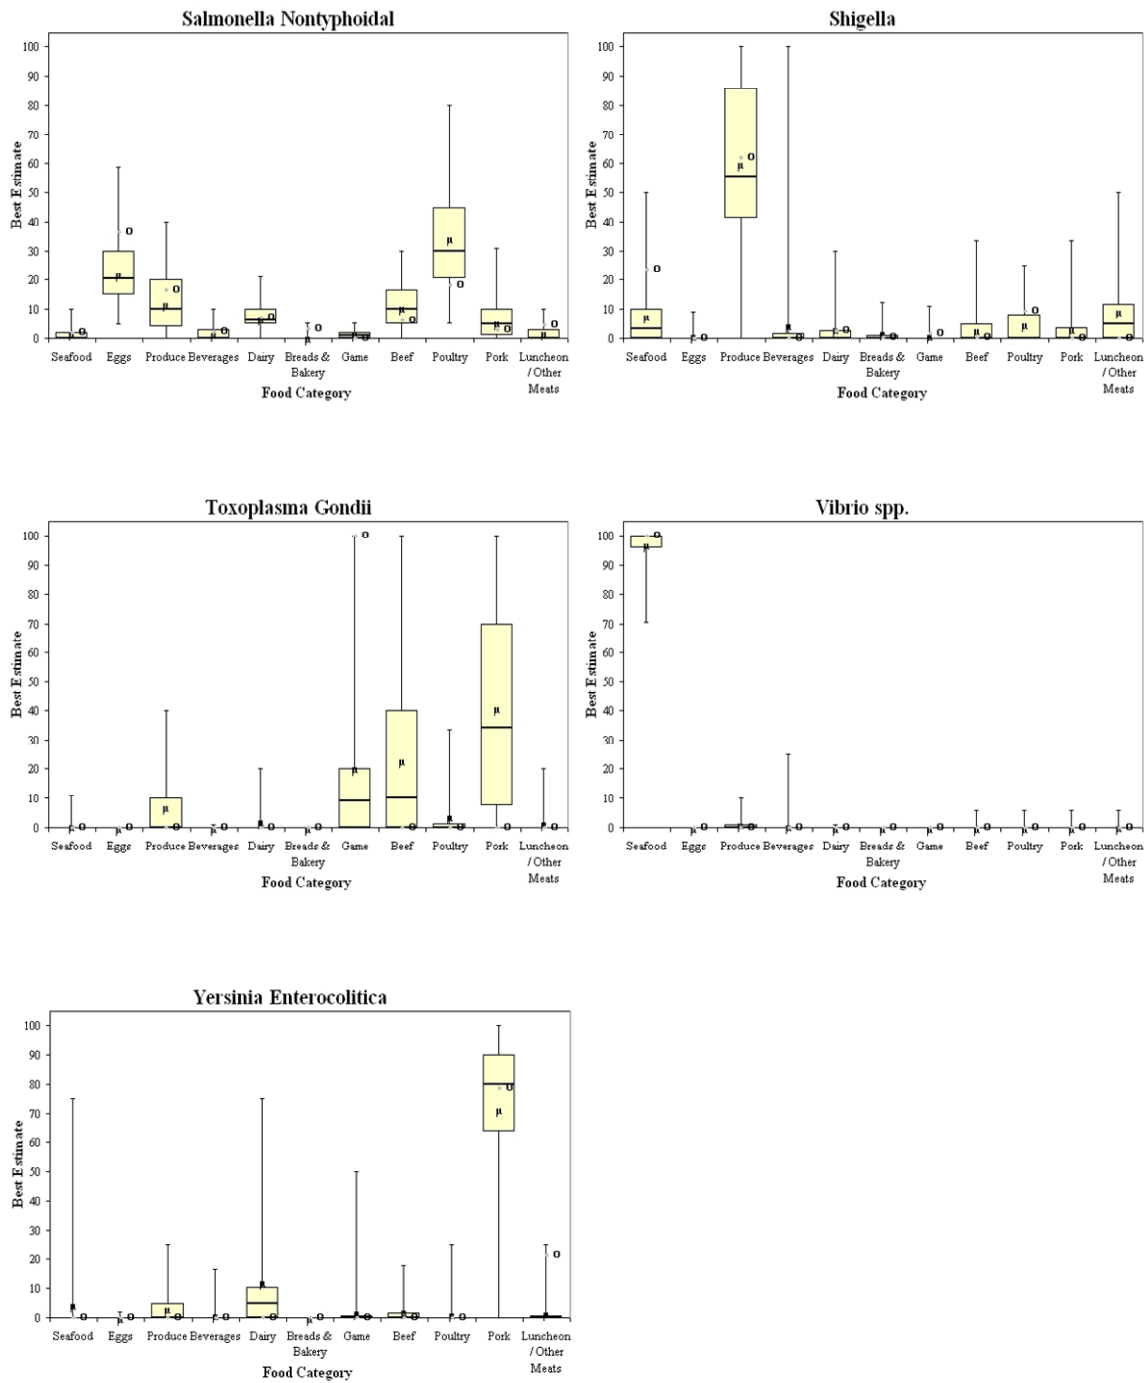 Salmonella Nontyphoidal
Best Estimate
100
90
80
70
60
50
40
30
20
10
0
μ o μ o μ o μ o μ o μ o μ o μ o μ o μ o μ o
Seafood Eggs Produce Beverages Dairy Breads & Bakery Game Beef Poultry Pork Luncheon / Other Meats
Food Category
Shigella
Best Estimate
100
90
80
70
60
50
40
30
20
10
0
μ o μ o μ o μ o μ o μ o μ o μ o μ o μ o μ o
Seafood Eggs Produce Beverages Dairy Breads & Bakery Game Beef Poultry Pork Luncheon / Other Meats
Food Category
Toxoplasma Gondii
Best Estimate
100
90
80
70
60
50
40
30
20
10
0
μ o μ o μ o μ o μ o μ o μ o μ o μ o μ o μ o
Seafood Eggs Produce Beverages Dairy Breads & Bakery Game Beef Poultry Pork Luncheon / Other Meats
Food Category
Vibrio spp.
Best Estimate
100
90
80
70
60
50
40
30
20
10
0
μ o μ o μ o μ o μ o μ o μ o μ o μ o μ o μ o
Seafood Eggs Produce Beverages Dairy Breads & Bakery Game Beef Poultry Pork Luncheon / Other Meats
Food Category
Yersinia Enterocolitica
Best Estimate
100
90
80
70
60
50
40
30
20
10
0
μ o μ o μ o μ o μ o μ o μ o μ o μ o μ o μ o
Seafood Eggs Produce Beverages Dairy Breads & Bakery Game Beef Poultry Pork Luncheon / Other Meats
Food Category